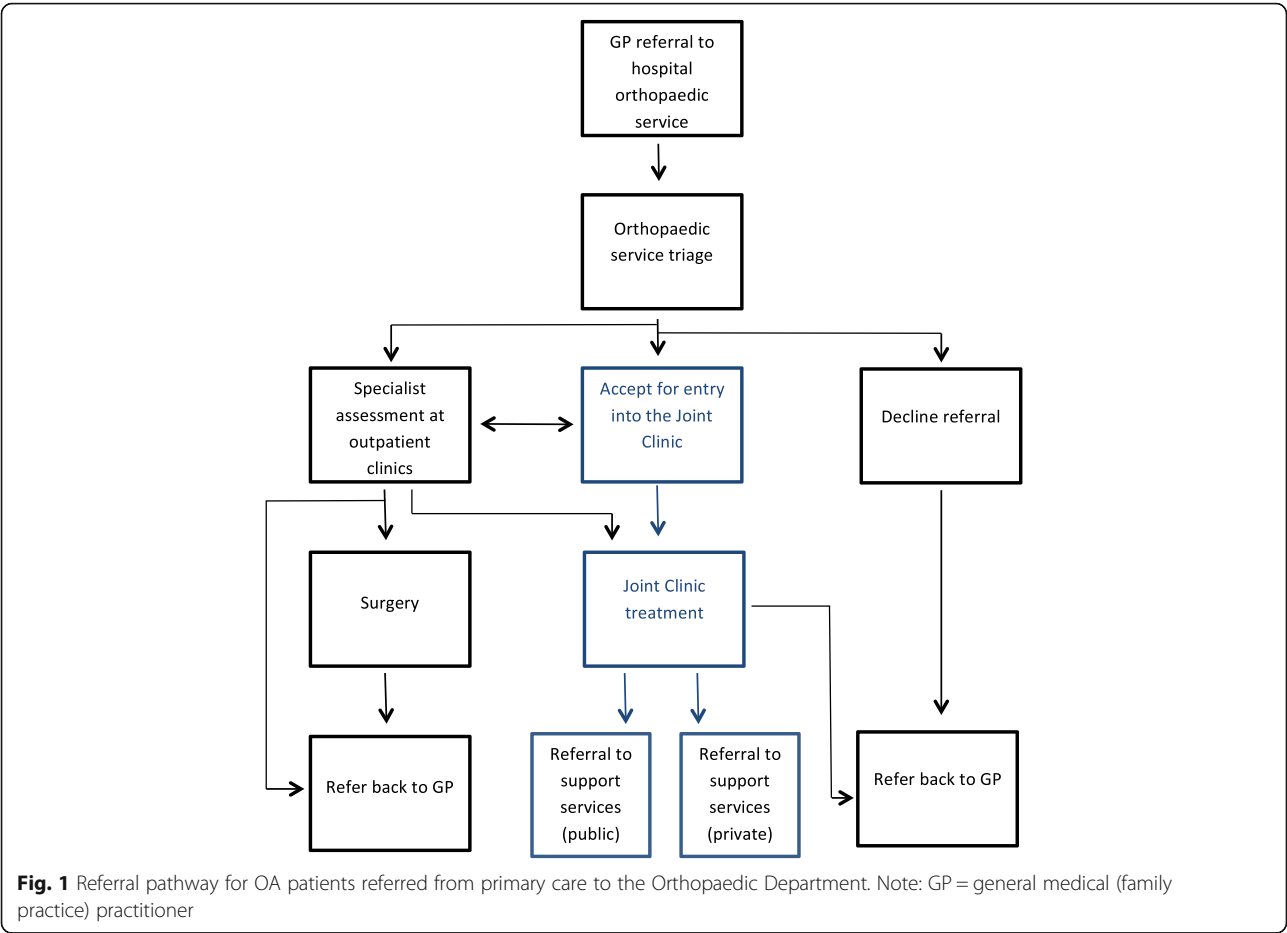 GP referral to
hospital
orthopaedic
service
Orthopaedic
service triage
Specialist
assessment at
outpatient
clinics
Accept for entry
into the Joint
Clinic
Decline referral
Surgery
Joint Clinic
treatment
Refer back to GP
Referral to
support
services
(public)
Referral to
support
services
(private)
Refer back to GP
Fig. 1 Referral pathway for OA patients referred from primary care to the Orthopaedic Department. Note: GP = general medical (family
practice) practitioner